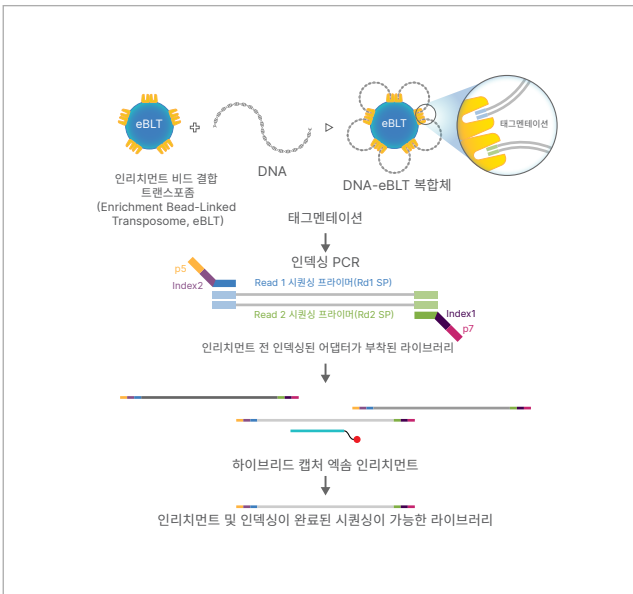 eBLT
eBLT
태그멘테이션
인리치먼트 비드 결합
트랜스포좀
(Enrichment Bead-Linked
Transposome, eBLT)
DNA
DNA-eBLT 복합체
태그멘테이션
인덱싱 PCR
p5
Index2
Read 1 시퀀싱 프라이머(Rd1 SP)
Read 2 시퀀싱 프라이머(Rd2 SP)
Index1
p7
인리치먼트 전 인덱싱된 어댑터가 부착된 라이브러리
하이브리드 캡처 엑솜 인리치먼트
인리치먼트 및 인덱싱이 완료된 시퀀싱이 가능한 라이브러리